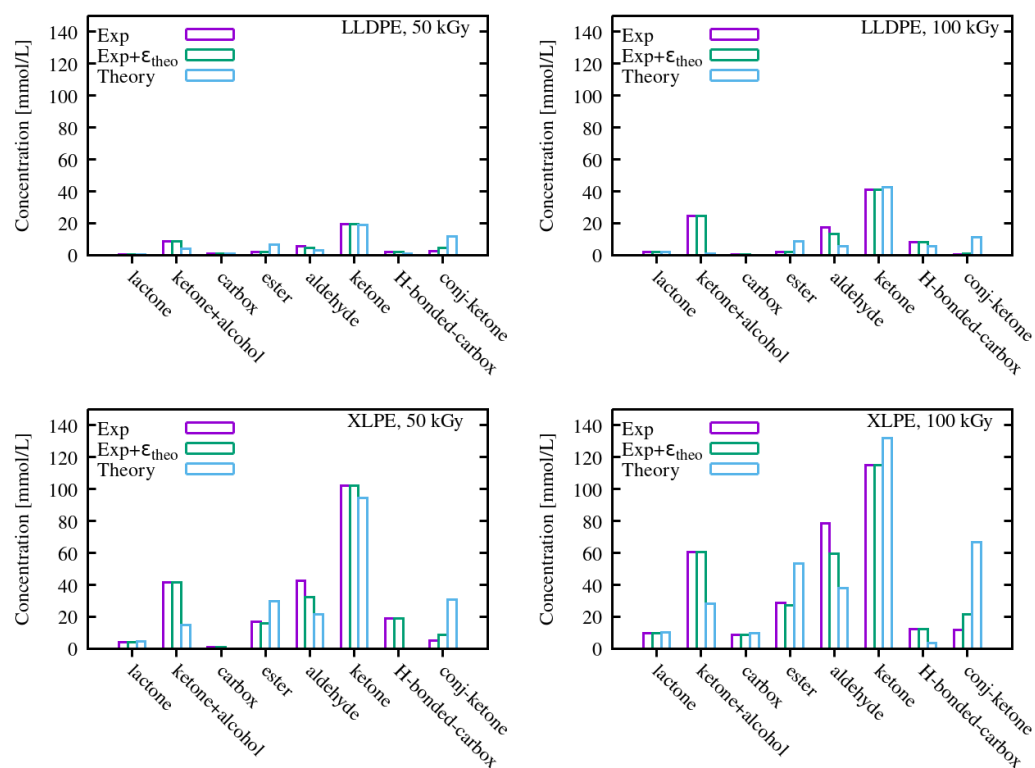 LLDPE, 50 kGy
Exp
Exp+ε_theo
Theory
Concentration [mmol/L]
140
120
100
80
60
40
20
0
lactone
ketone+alcohol
carbox
ester
aldehyde
ketone
H-bonded-carbox
conj-ketone
LLDPE, 100 kGy
Exp
Exp+ε_theo
Theory
Concentration [mmol/L]
140
120
100
80
60
40
20
0
lactone
ketone+alcohol
carbox
ester
aldehyde
ketone
H-bonded-carbox
conj-ketone
XLPE, 50 kGy
Exp
Exp+ε_theo
Theory
Concentration [mmol/L]
140
120
100
80
60
40
20
0
lactone
ketone+alcohol
carbox
ester
aldehyde
ketone
H-bonded-carbox
conj-ketone
XLPE, 100 kGy
Exp
Exp+ε_theo
Theory
Concentration [mmol/L]
140
120
100
80
60
40
20
0
lactone
ketone+alcohol
carbox
ester
aldehyde
ketone
H-bonded-carbox
conj-ketone